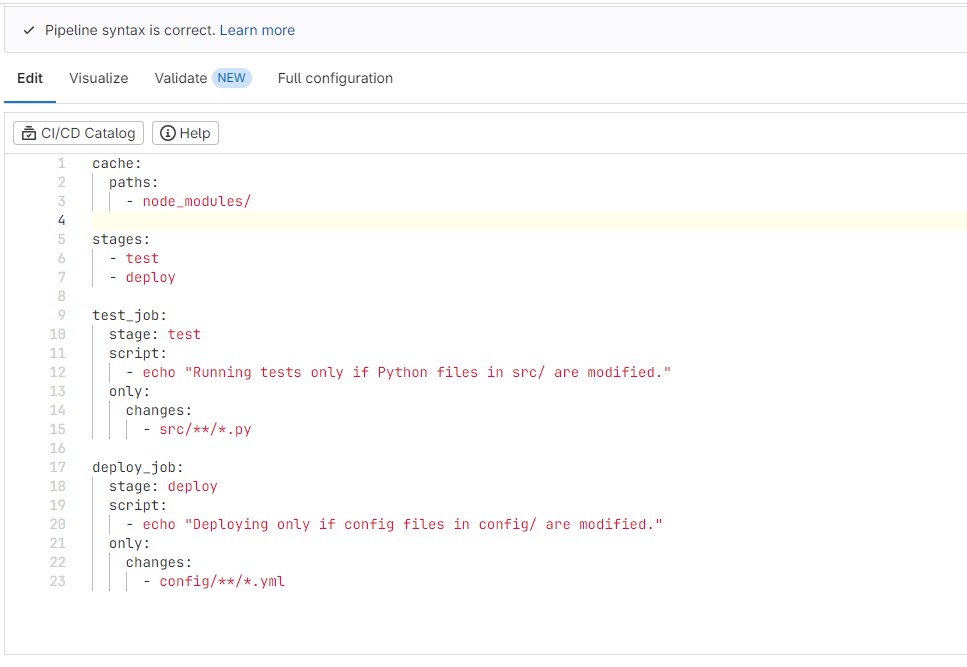 Pipeline syntax is correct. Learn more
Edit Visualize Validate NEW Full configuration
CI/CD Catalog Help
1 cache:
2   paths:
3     - node_modules/
4
5 stages:
6   - test
7   - deploy
8
9 test_job:
10   stage: test
11   script:
12     - echo "Running tests only if Python files in src/ are modified."
13   only:
14     changes:
15       - src/**/*.py
16
17 deploy_job:
18   stage: deploy
19   script:
20     - echo "Deploying only if config files in config/ are modified."
21   only:
22     changes:
23       - config/**/*.yml